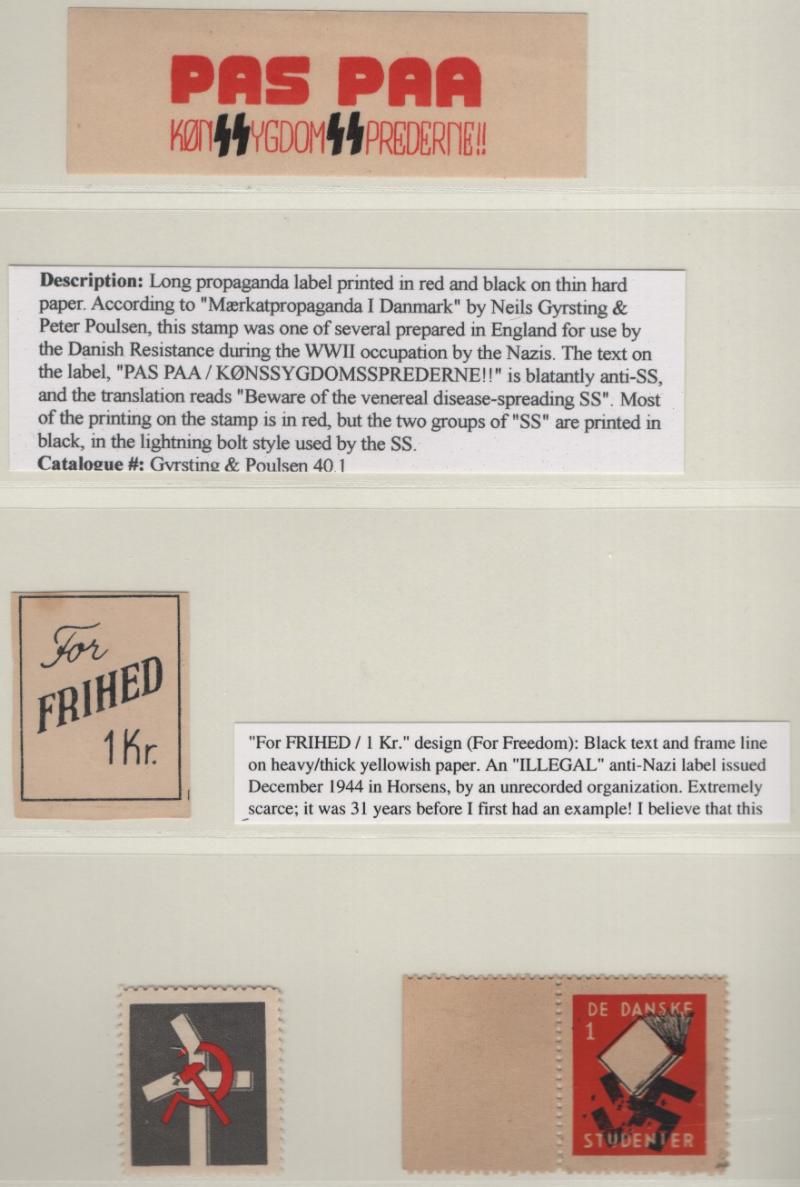 PAS PAA
KØNSSYGDOMSSPREDERNE!!
Description: Long propaganda label printed in red and black on thin hard
paper. According to "Mærkatpropaganda I Danmark" by Neils Gyrsting &
Peter Poulsen, this stamp was one of several prepared in England for use by
the Danish Resistance during the WWII occupation by the Nazis. The text on
the label, "PAS PAA / KØNSSYGDOMSSPREDERNE!!" is blatantly anti-SS,
and the translation reads "Beware of the venereal disease-spreading SS". Most
of the printing on the stamp is in red, but the two groups of "SS" are printed in
black, in the lightning bolt style used by the SS.
Catalogue #: Gyrsting & Poulsen 40.1
For
FRIHED
1 Kr.
"For FRIHED / 1 Kr." design (For Freedom): Black text and frame line
on heavy/thick yellowish paper. An "ILLEGAL" anti-Nazi label issued
December 1944 in Horsens, by an unrecorded organization. Extremely
scarce; it was 31 years before I first had an example! I believe that this
DE DANSKE
1
STUDENTER